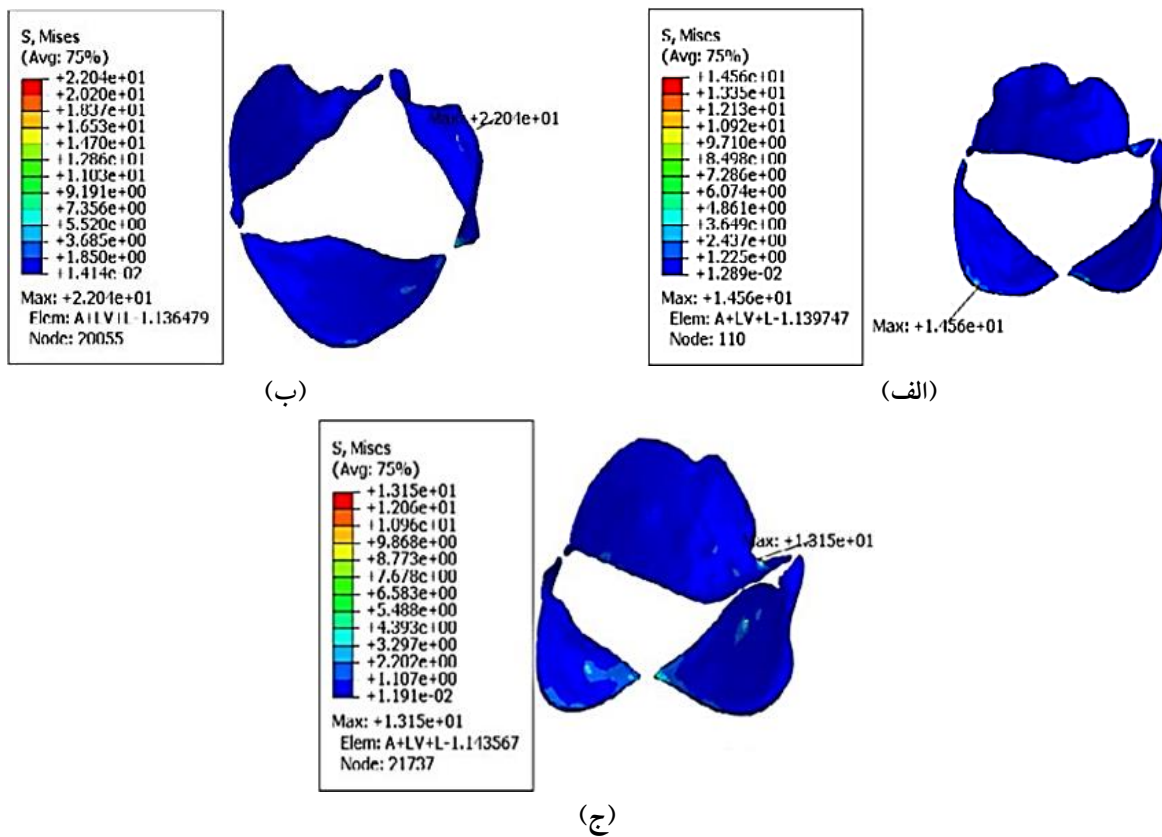 S, Mises
(Avg: 75%)
+1.456e+01
+1.335e+01
+1.213e+01
+1.092e+01
+9.710e+00
+8.498e+00
+7.286e+00
+6.074e+00
+4.861e+00
+3.649e+00
+2.437e+00
+1.225e+00
+1.289e-02
Max: +1.456e+01
Elem: A+LV+L-1.139747
Node: 110
Max: +1.456e+01
(الف)
S, Mises
(Avg: 75%)
+2.204e+01
+2.020e+01
+1.837e+01
+1.653e+01
+1.470e+01
+1.286e+01
+1.103e+01
+9.191e+00
+7.356e+00
+5.520e+00
+3.685e+00
+1.850e+00
+1.414e-02
Max: +2.204e+01
Elem: A+LV+L-1.136479
Node: 20055
Max: +2.204e+01
(ب)
S, Mises
(Avg: 75%)
+1.315e+01
+1.206e+01
+1.096e+01
+9.868e+00
+8.773e+00
+7.678e+00
+6.583e+00
+5.488e+00
+4.393e+00
+3.297e+00
+2.202e+00
+1.107e+00
+1.191e-02
Max: +1.315e+01
Elem: A+LV+L-1.143567
Node: 21737
Max: +1.315e+01
(ج)